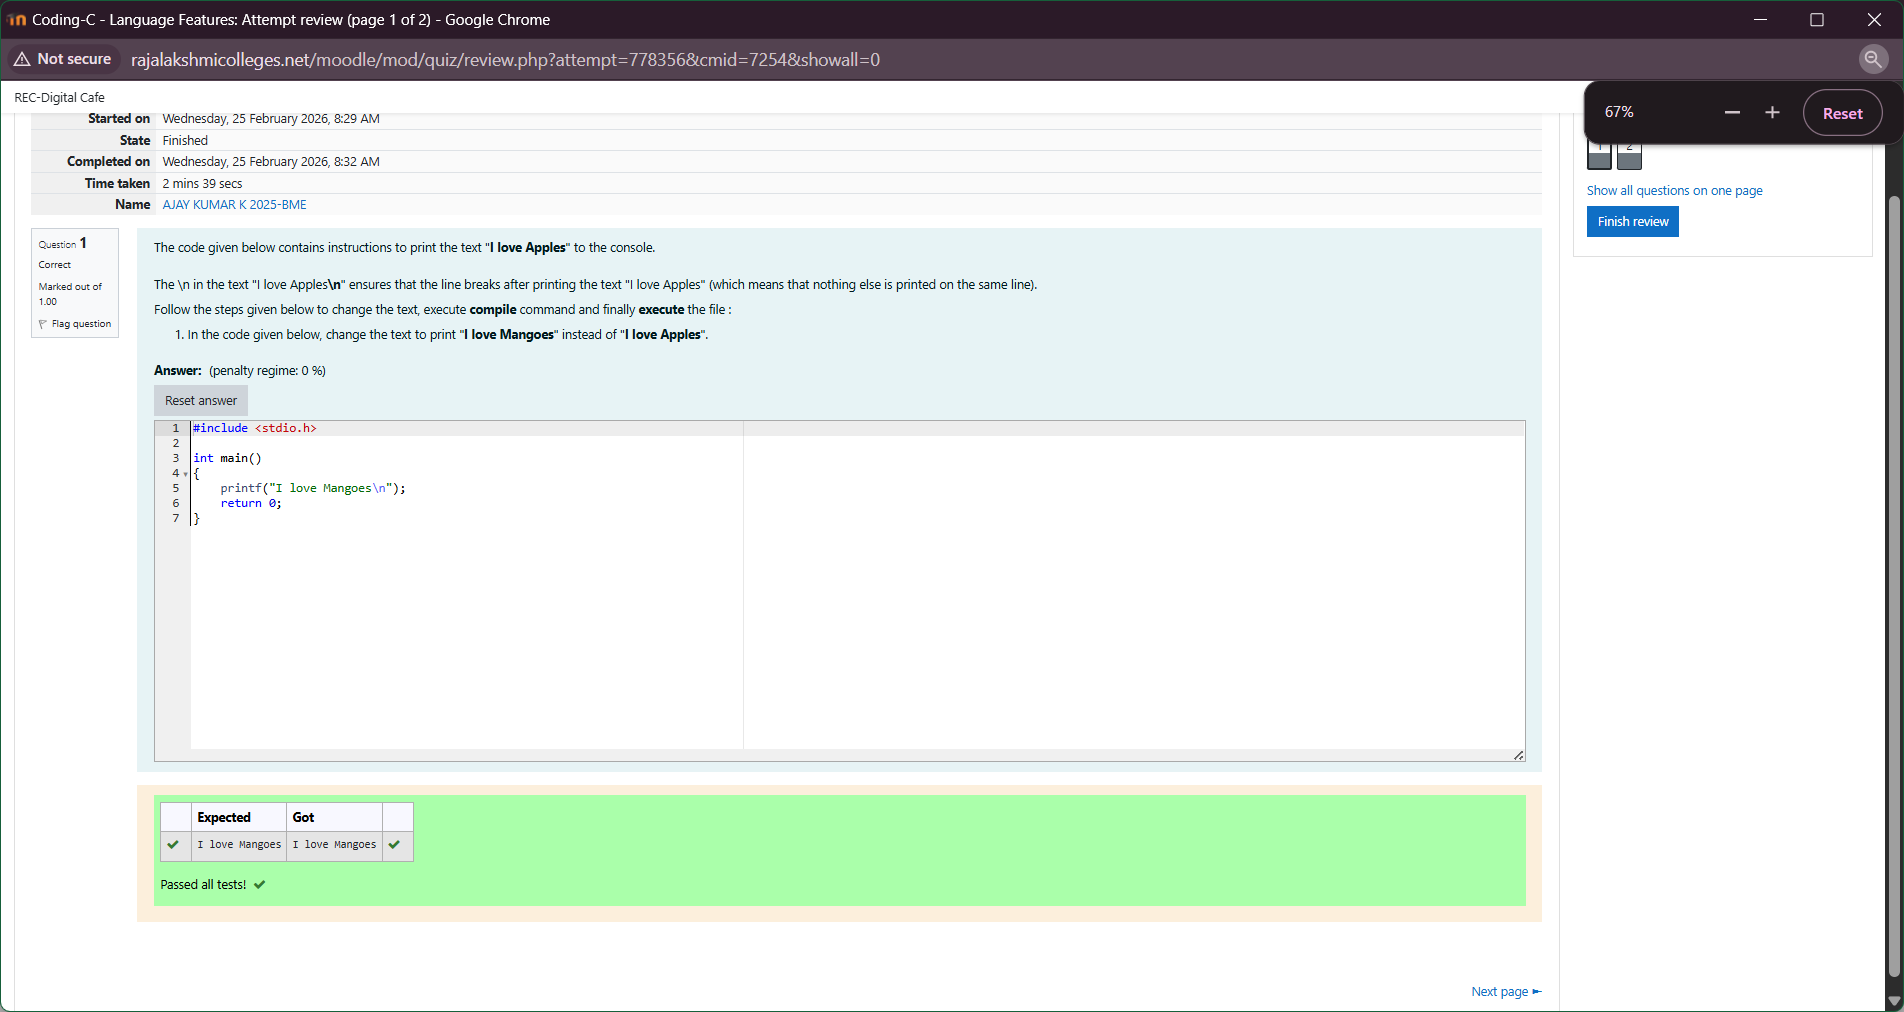 Coding-C - Language Features: Attempt review (page 1 of 2) - Google Chrome
Not secure rajalakshmicolleges.net/moodle/mod/quiz/review.php?attempt=778356&cmid=7254&showall=0
REC-Digital Cafe
67% Reset
Started on Wednesday, 25 February 2026, 8:29 AM
State Finished
Completed on Wednesday, 25 February 2026, 8:32 AM
Time taken 2 mins 39 secs
Name AJAY KUMAR K 2025-BME
1 2
Show all questions on one page
Finish review
Question 1
Correct
Marked out of
1.00
Flag question
The code given below contains instructions to print the text "I love Apples" to the console.
The \n in the text "I love Apples\n" ensures that the line breaks after printing the text "I love Apples" (which means that nothing else is printed on the same line).
Follow the steps given below to change the text, execute compile command and finally execute the file :
1. In the code given below, change the text to print "I love Mangoes" instead of "I love Apples".
Answer: (penalty regime: 0 %)
Reset answer
1 #include <stdio.h>
2
3 int main()
4 {
5 printf("I love Mangoes\n");
6 return 0;
7 }
Expected Got
I love Mangoes I love Mangoes
Passed all tests!
Next page